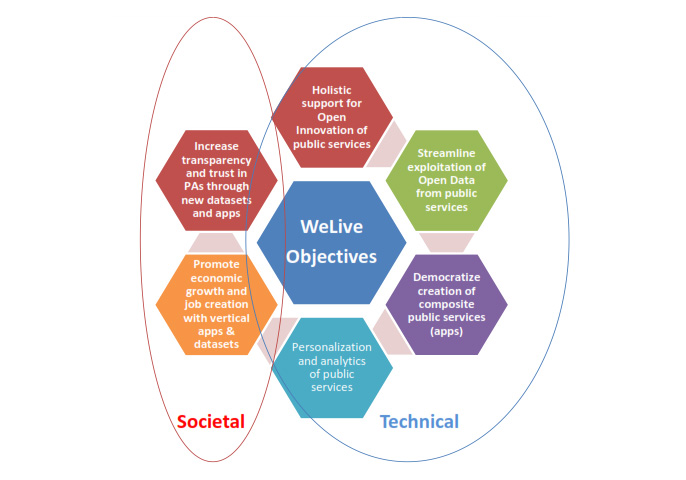 Holistic
support for
Open
Innovation of
public services
Increase
transparency
and trust in
PAs through
new datasets
and apps
Streamline
exploitation of
Open Data
from public
services
WeLive
Objectives
Promote
economic
growth and
job creation
with vertical
apps &
datasets
Democratize
creation of
composite
public services
(apps)
Personalization
and analytics
of public
services
Societal
Technical